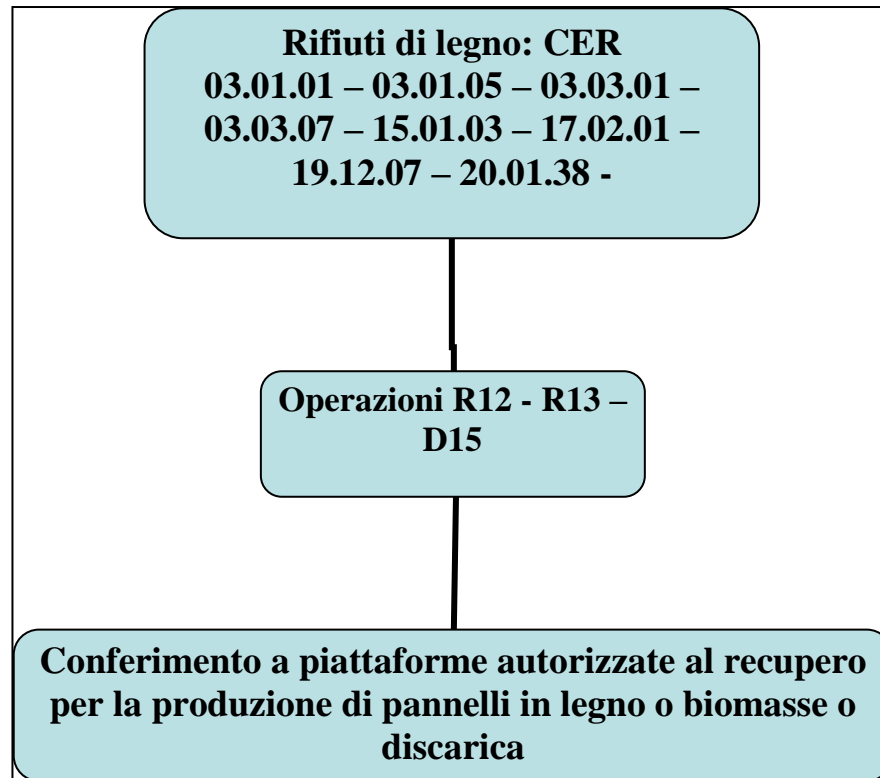 Rifiuti di legno: CER
03.01.01 – 03.01.05 – 03.03.01 –
03.03.07 – 15.01.03 – 17.02.01 –
19.12.07 – 20.01.38 -
Operazioni R12 - R13 –
D15
Conferimento a piattaforme autorizzate al recupero
per la produzione di pannelli in legno o biomasse o
discarica